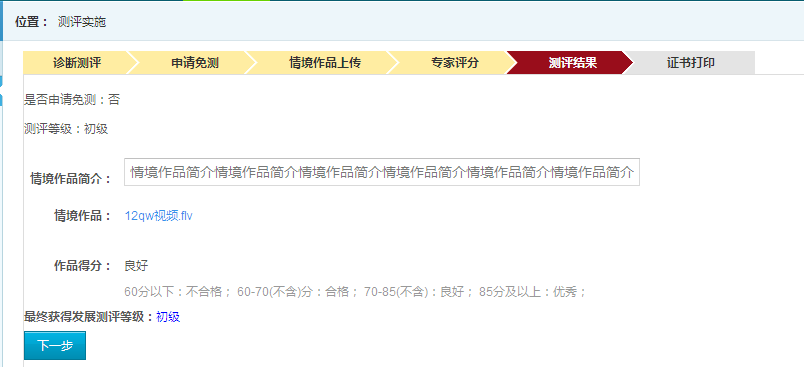 位置： 测评实施
诊断测评 申请免测 情境作品上传 专家评分 测评结果 证书打印
是否申请免测：否
测评等级：初级
情境作品简介： 情境作品简介情境作品简介情境作品简介情境作品简介情境作品简介情境作品简介
情境作品： 12qw视频.flv
作品得分： 良好
60分以下：不合格； 60-70(不含)分：合格； 70-85(不含)：良好； 85分及以上：优秀；
最终获得发展测评等级：初级
下一步